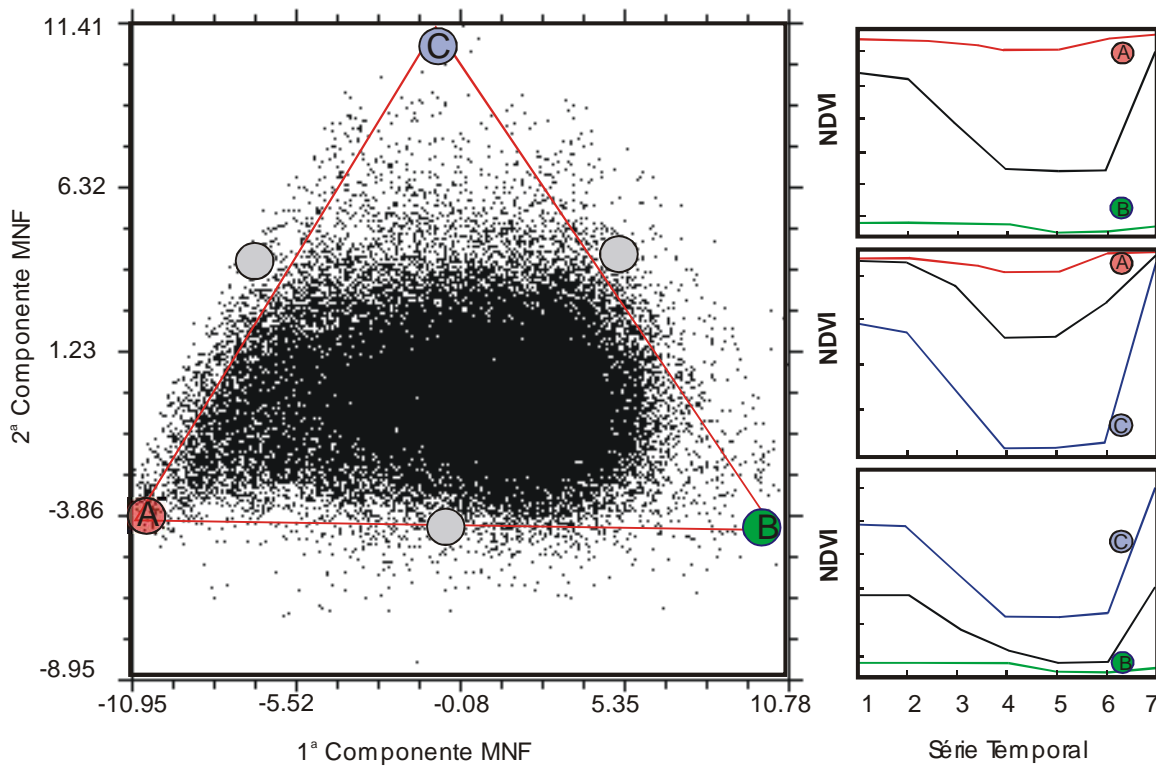 11.41
6.32
1.23
-3.86
-8.95
2ª Componente MNF
C
A
B
-10.95
-5.52
-0.08
5.35
10.78
1ª Componente MNF
NDVI
A
B
NDVI
A
C
NDVI
C
B
1 2 3 4 5 6 7
Série Temporal